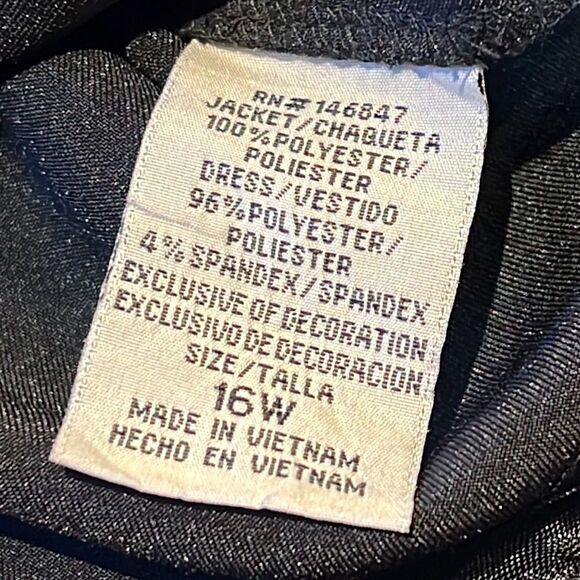 RN# 146847
JACKET/CHAQUETA
100%POLYESTER/
POLIESTER
DRESS/VESTIDO
96%POLYESTER/
POLIESTER
4%SPANDEX/SPANDEX
EXCLUSIVE OF DECORATION
EXCLUSIVO DE DECORACION
SIZE/TALLA
16W
MADE IN VIETNAM
HECHO EN VIETNAM